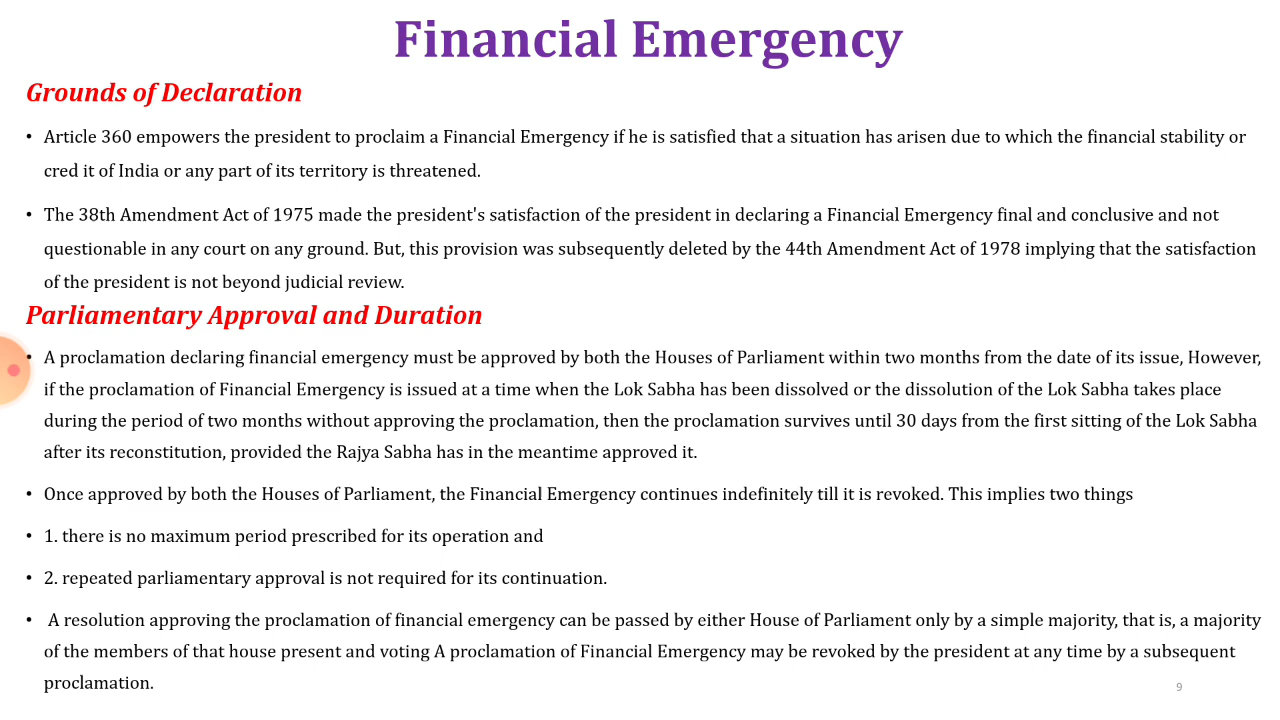 Financial Emergency
Grounds of Declaration
• Article 360 empowers the president to proclaim a Financial Emergency if he is satisfied that a situation has arisen due to which the financial stability or
cred it of India or any part of its territory is threatened.
• The 38th Amendment Act of 1975 made the president's satisfaction of the president in declaring a Financial Emergency final and conclusive and not
questionable in any court on any ground. But, this provision was subsequently deleted by the 44th Amendment Act of 1978 implying that the satisfaction
of the president is not beyond judicial review.
Parliamentary Approval and Duration
• A proclamation declaring financial emergency must be approved by both the Houses of Parliament within two months from the date of its issue, However,
if the proclamation of Financial Emergency is issued at a time when the Lok Sabha has been dissolved or the dissolution of the Lok Sabha takes place
during the period of two months without approving the proclamation, then the proclamation survives until 30 days from the first sitting of the Lok Sabha
after its reconstitution, provided the Rajya Sabha has in the meantime approved it.
• Once approved by both the Houses of Parliament, the Financial Emergency continues indefinitely till it is revoked. This implies two things
• 1. there is no maximum period prescribed for its operation and
• 2. repeated parliamentary approval is not required for its continuation.
• A resolution approving the proclamation of financial emergency can be passed by either House of Parliament only by a simple majority, that is, a majority
of the members of that house present and voting A proclamation of Financial Emergency may be revoked by the president at any time by a subsequent
proclamation.
9